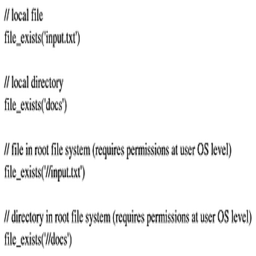 // local file
file_exists('input.txt')
// local directory
file_exists('docs')
// file in root file system (requires permissions at user OS level)
file_exists('//input.txt')
// directory in root file system (requires permissions at user OS level)
file_exists('//docs')